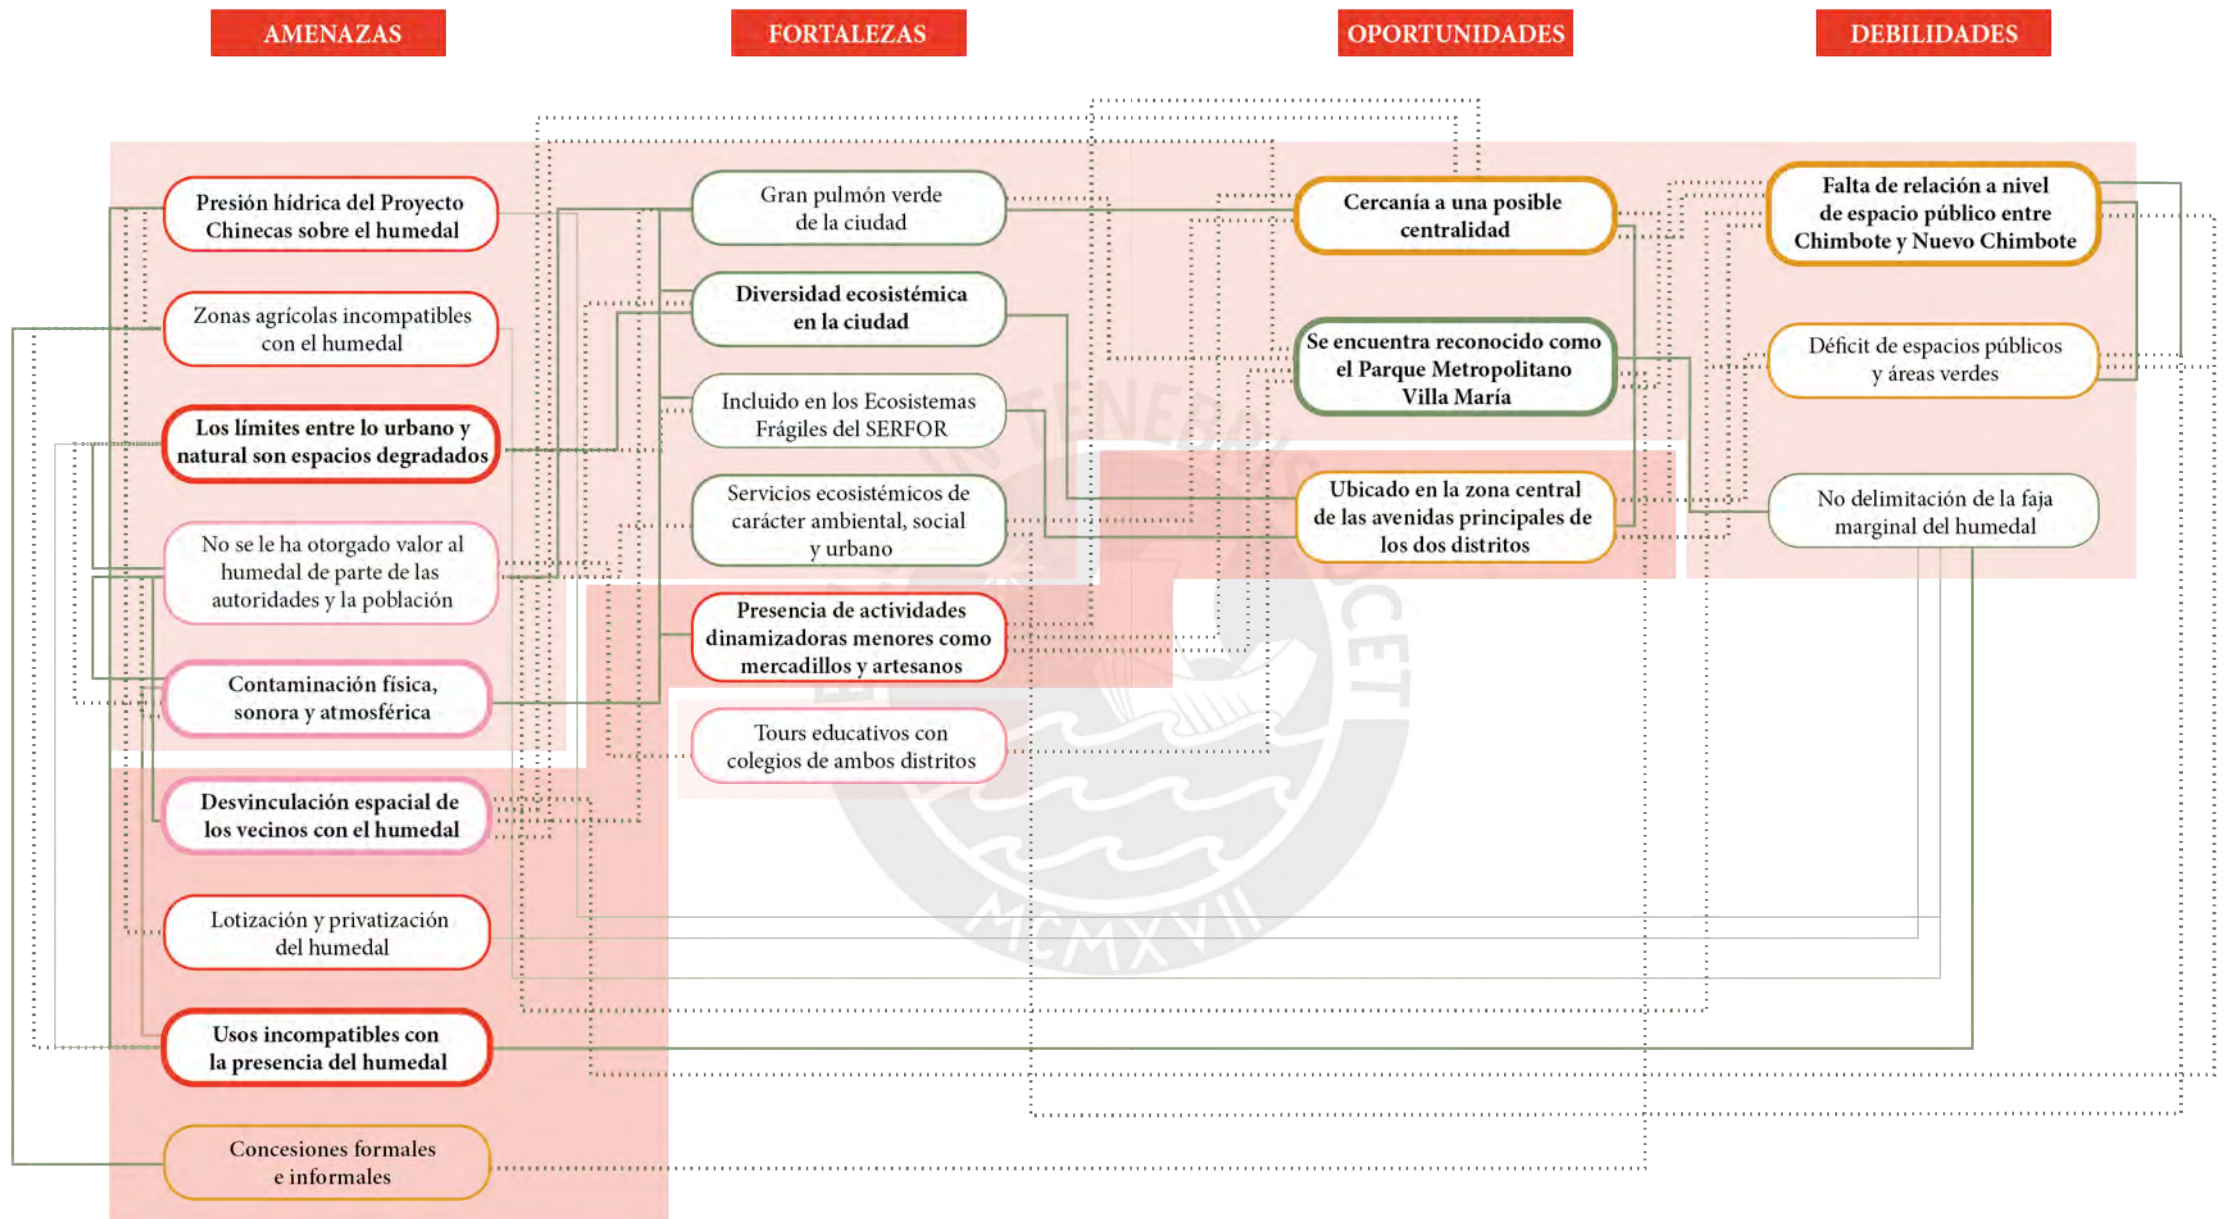 AMENAZAS
FORTALEZAS
OPORTUNIDADES
DEBILIDADES
Presión hídrica del Proyecto
Chinecas sobre el humedal
Zonas agrícolas incompatibles
con el humedal
Los límites entre lo urbano y
natural son espacios degradados
No se le ha otorgado valor al
humedal de parte de las
autoridades y la población
Contaminación física,
sonora y atmosférica
Desvinculación espacial de
los vecinos con el humedal
Lotización y privatización
del humedal
Usos incompatibles con
la presencia del humedal
Concesiones formales
e informales
Gran pulmón verde
de la ciudad
Diversidad ecosistémica
en la ciudad
Incluido en los Ecosistemas
Frágiles del SERFOR
Servicios ecosistémicos de
carácter ambiental, social
y urbano
Presencia de actividades
dinamizadoras menores como
mercadillos y artesanos
Tours educativos con
colegios de ambos distritos
Cercanía a una posible
centralidad
Se encuentra reconocido como
el Parque Metropolitano
Villa María
Ubicado en la zona central
de las avenidas principales de
los dos distritos
Falta de relación a nivel
de espacio público entre
Chimbote y Nuevo Chimbote
Déficit de espacios públicos
y áreas verdes
No delimitación de la faja
marginal del humedal
MCMXVII